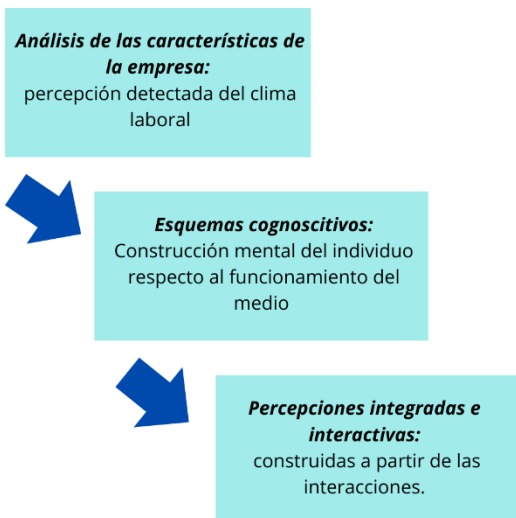 Análisis de las características de
la empresa:
percepción detectada del clima
laboral
Esquemas cognoscitivos:
Construcción mental del individuo
respecto al funcionamiento del
medio
Percepciones integradas e
interactivas:
construidas a partir de las
interacciones.